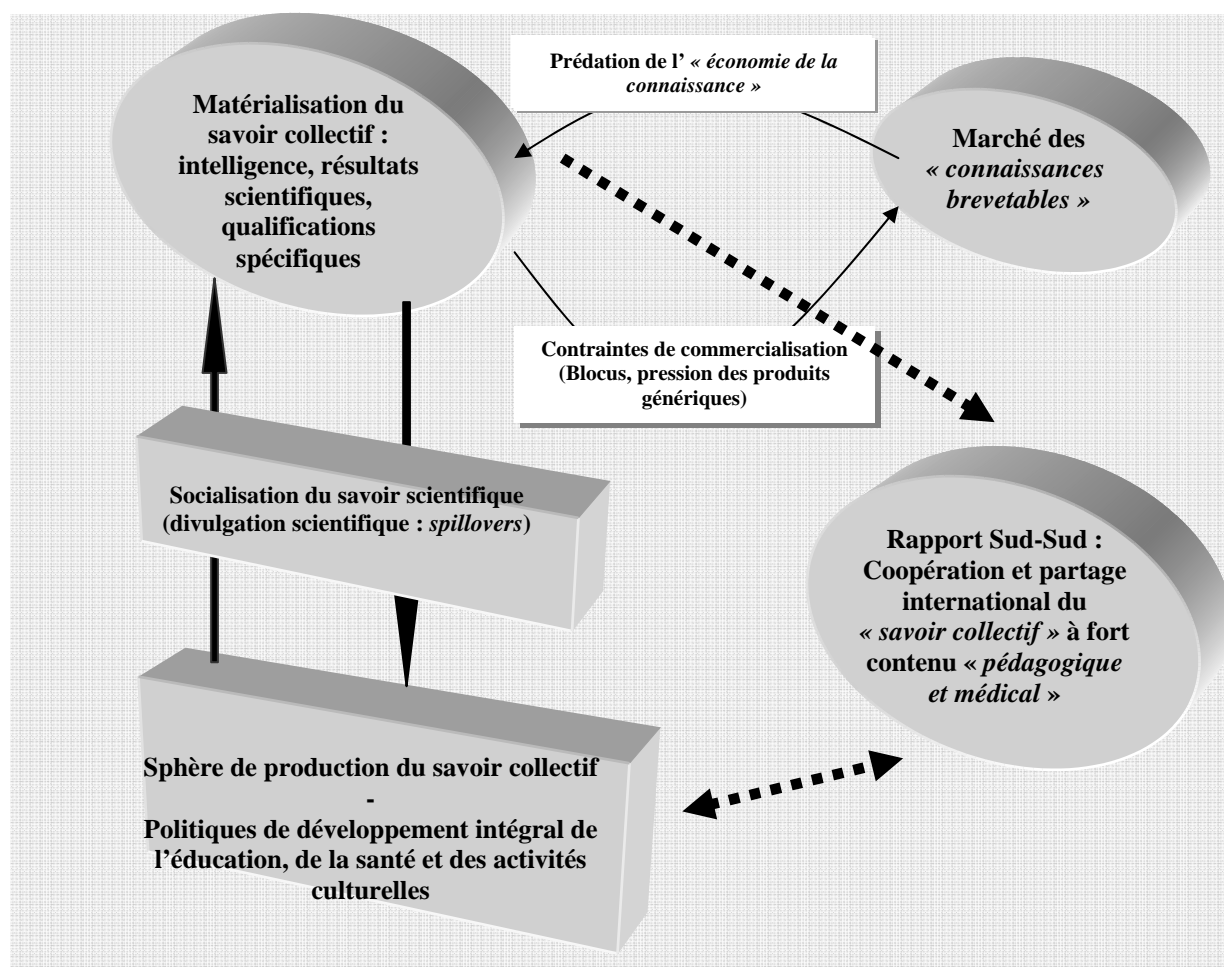 Prédation de l’ « économie de la
connaissance »
Matérialisation du
savoir collectif :
intelligence, résultats
scientifiques,
qualifications
spécifiques
Marché des
« connaissances
brevetables »
Contraintes de commercialisation
(Blocus, pression des produits
génériques)
Socialisation du savoir scientifique
(divulgation scientifique : spillovers)
Rapport Sud-Sud :
Coopération et partage
international du
« savoir collectif » à fort
contenu « pédagogique
et médical »
Sphère de production du savoir collectif
-
Politiques de développement intégral de
l’éducation, de la santé et des activités
culturelles